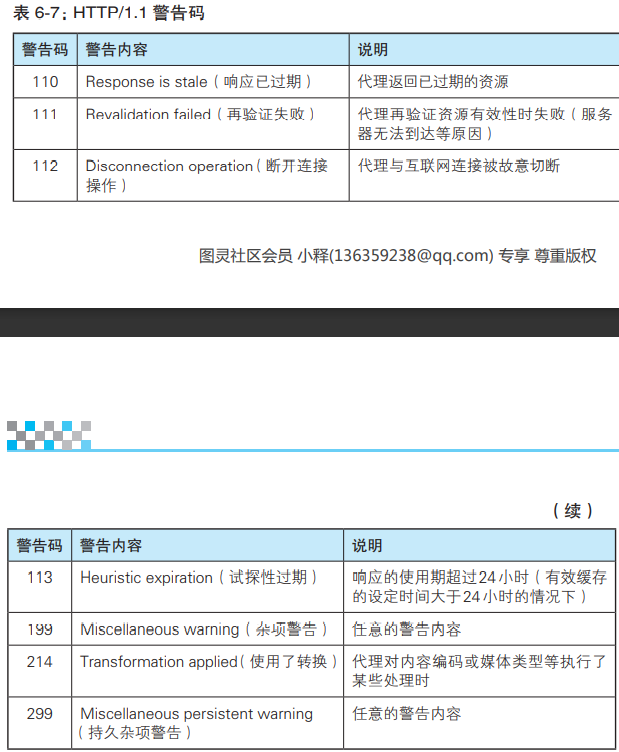 表 6-7：HTTP/1.1 警告码
警告码 警告内容 说明
110 Response is stale（响应已过期） 代理返回已过期的资源
111 Revalidation failed（再验证失败） 代理再验证资源有效性时失败（服务
器无法到达等原因）
112 Disconnection operation（断开连接 代理与互联网连接被故意切断
操作）
图灵社区会员 小释(136359238@qq.com) 专享 尊重版权
（续）
警告码 警告内容 说明
113 Heuristic expiration（试探性过期） 响应的使用期超过24小时（有效缓存
的设定时间大于24小时的情况下）
199 Miscellaneous warning（杂项警告） 任意的警告内容
214 Transformation applied（使用了转换） 代理对内容编码或媒体类型等执行了
某些处理时
299 Miscellaneous persistent warning 任意的警告内容
（持久杂项警告）